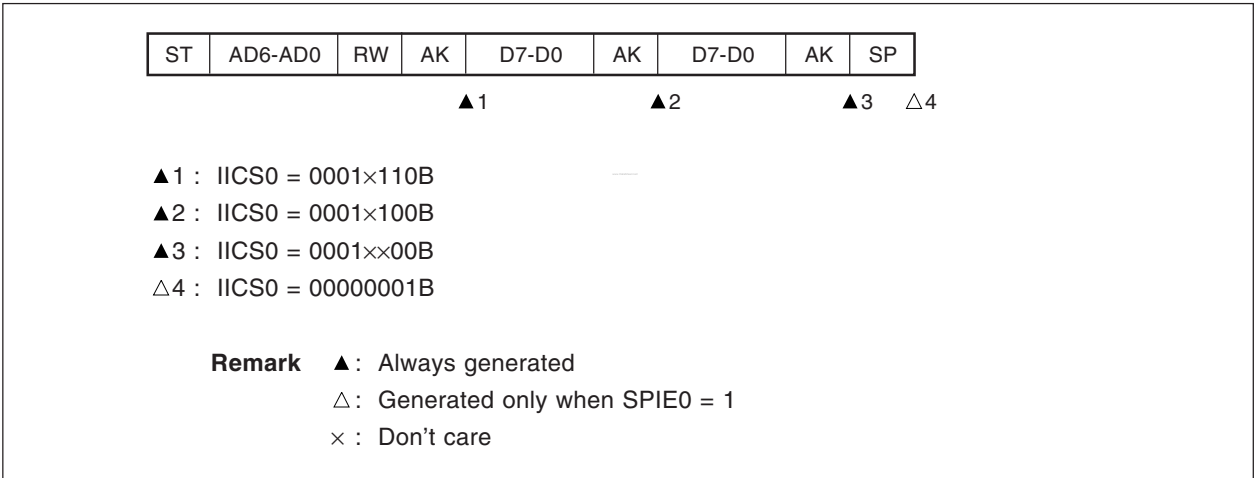 ST AD6-AD0 RW AK D7-D0 AK D7-D0 AK SP
▲1 ▲2 ▲3 △4
▲1 : IICS0 = 0001×110B
▲2 : IICS0 = 0001×100B
▲3 : IICS0 = 0001××00B
△4 : IICS0 = 00000001B
Remark ▲: Always generated
△: Generated only when SPIE0 = 1
× : Don't care